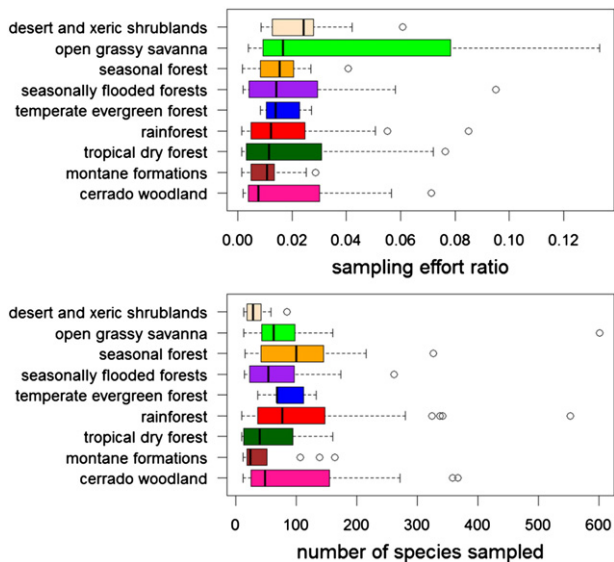 desert and xeric shrublands
open grassy savanna
seasonal forest
seasonally flooded forests
temperate evergreen forest
rainforest
tropical dry forest
montane formations
cerrado woodland
0.00 0.02 0.04 0.06 0.08 0.10 0.12
sampling effort ratio
desert and xeric shrublands
open grassy savanna
seasonal forest
seasonally flooded forests
temperate evergreen forest
rainforest
tropical dry forest
montane formations
cerrado woodland
0 100 200 300 400 500 600
number of species sampled